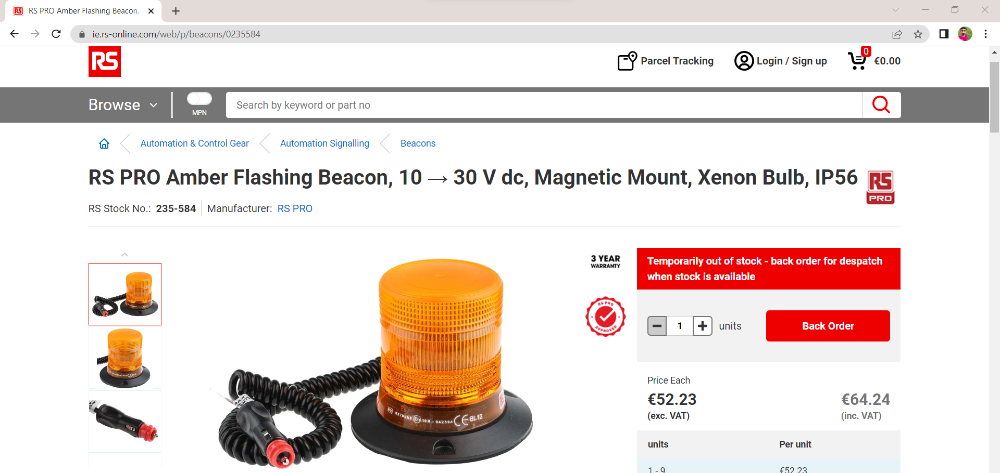 RS PRO Amber Flashing Beacon,
ie.rs-online.com/web/p/beacons/0235584
RS
Parcel Tracking
Login / Sign up
0
€0.00
Browse
MPN
Search by keyword or part no
Automation & Control Gear
Automation Signalling
Beacons
RS PRO Amber Flashing Beacon, 10 → 30 V dc, Magnetic Mount, Xenon Bulb, IP56
RS
PRO
RS Stock No.: 235-584
Manufacturer: RS PRO
3 YEAR
WARRANTY
RS PRO
APPROVED
Temporarily out of stock - back order for despatch
when stock is available
1
units
Back Order
Price Each
€52.23
(exc. VAT)
€64.24
(inc. VAT)
units
Per unit
1 - 9
€52.23
10R - 042594 CE BL12